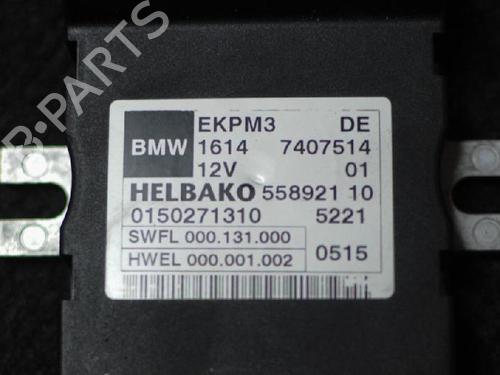 B-PARTS
BMW
EKPM3 DE
1614 7407514
12V 01
HELBAKO 558921 10
0150271310 5221
SWFL 000.131.000
HWEL 000.001.002 0515